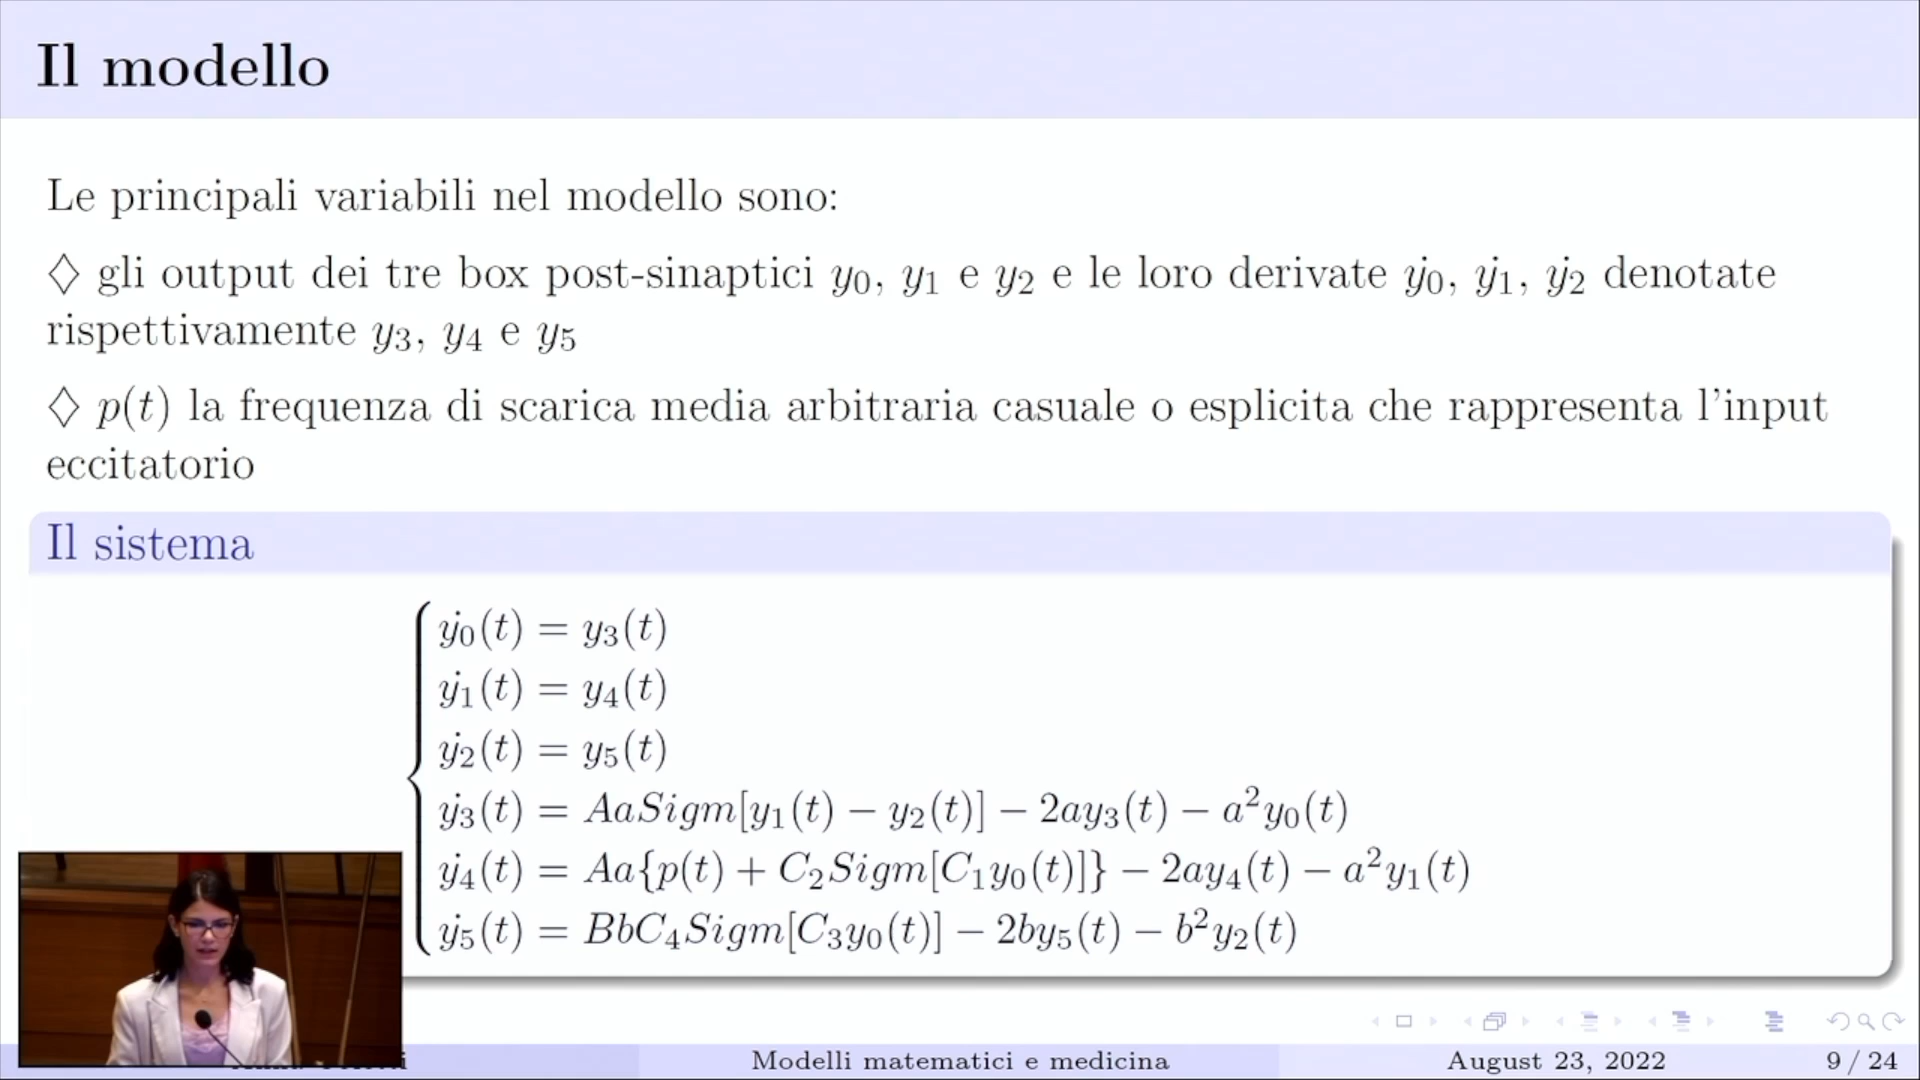 Il modello
Le principali variabili nel modello sono:
♢ gli output dei tre box post-sinaptici y₀, y₁ e y₂ e le loro derivate ẏ₀, ẏ₁, ẏ₂ denotate
rispettivamente y₃, y₄ e y₅
♢ p(t) la frequenza di scarica media arbitraria casuale o esplicita che rappresenta l'input
eccitatorio
Il sistema
ẏ₀(t) = y₃(t)
ẏ₁(t) = y₄(t)
ẏ₂(t) = y₅(t)
ẏ₃(t) = AaSigm[y₁(t) − y₂(t)] − 2ay₃(t) − a²y₀(t)
ẏ₄(t) = Aa{p(t) + C₂Sigm[C₁y₀(t)]} − 2ay₄(t) − a²y₁(t)
ẏ₅(t) = BbC₄Sigm[C₃y₀(t)] − 2by₅(t) − b²y₂(t)
Modelli matematici e medicina August 23, 2022 9 / 24